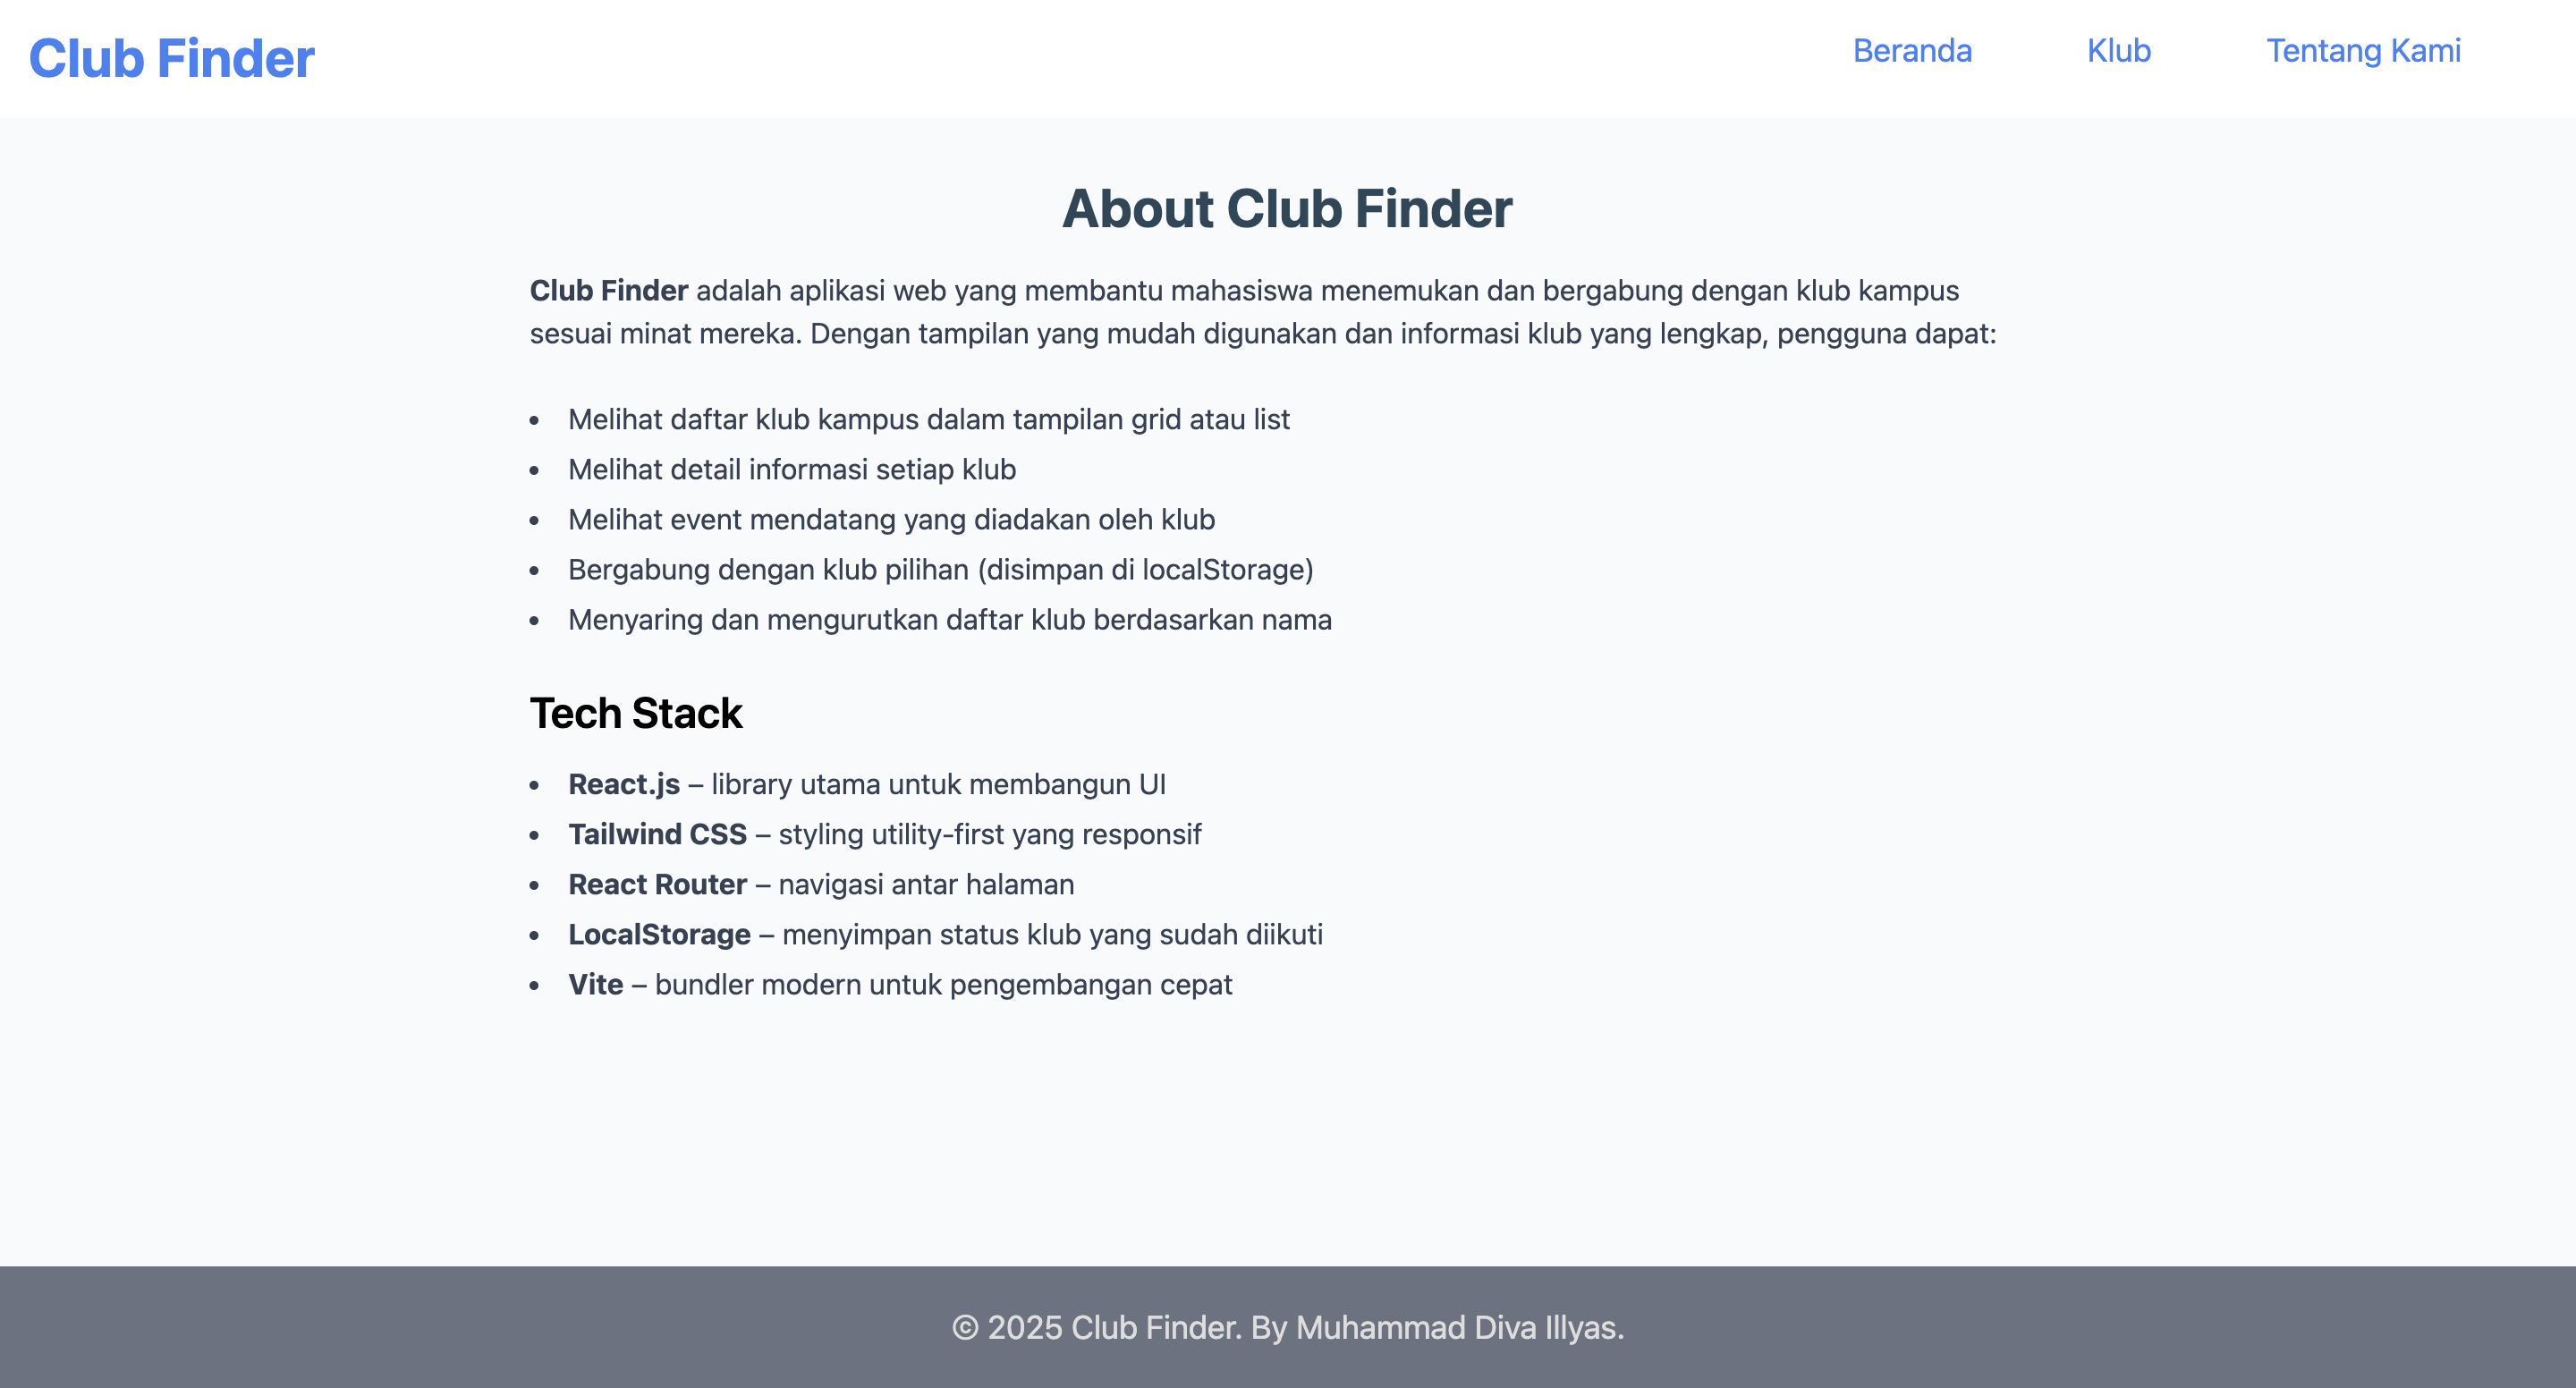 Club Finder
Beranda
Klub
Tentang Kami
About Club Finder
Club Finder adalah aplikasi web yang membantu mahasiswa menemukan dan bergabung dengan klub kampus
sesuai minat mereka. Dengan tampilan yang mudah digunakan dan informasi klub yang lengkap, pengguna dapat:
• Melihat daftar klub kampus dalam tampilan grid atau list
• Melihat detail informasi setiap klub
• Melihat event mendatang yang diadakan oleh klub
• Bergabung dengan klub pilihan (disimpan di localStorage)
• Menyaring dan mengurutkan daftar klub berdasarkan nama
Tech Stack
• React.js – library utama untuk membangun UI
• Tailwind CSS – styling utility-first yang responsif
• React Router – navigasi antar halaman
• LocalStorage – menyimpan status klub yang sudah diikuti
• Vite – bundler modern untuk pengembangan cepat
© 2025 Club Finder. By Muhammad Diva Illyas.